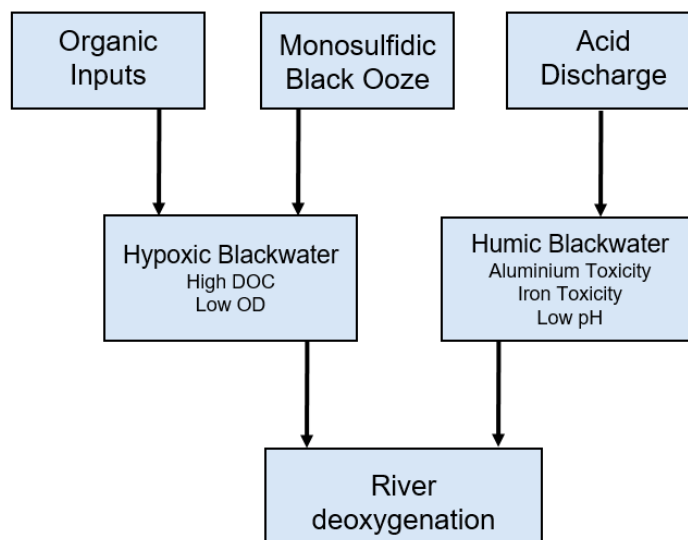 Organic
Inputs
Monosulfidic
Black Ooze
Acid
Discharge
Hypoxic Blackwater
High DOC
Low OD
Humic Blackwater
Aluminium Toxicity
Iron Toxicity
Low pH
River
deoxygenation